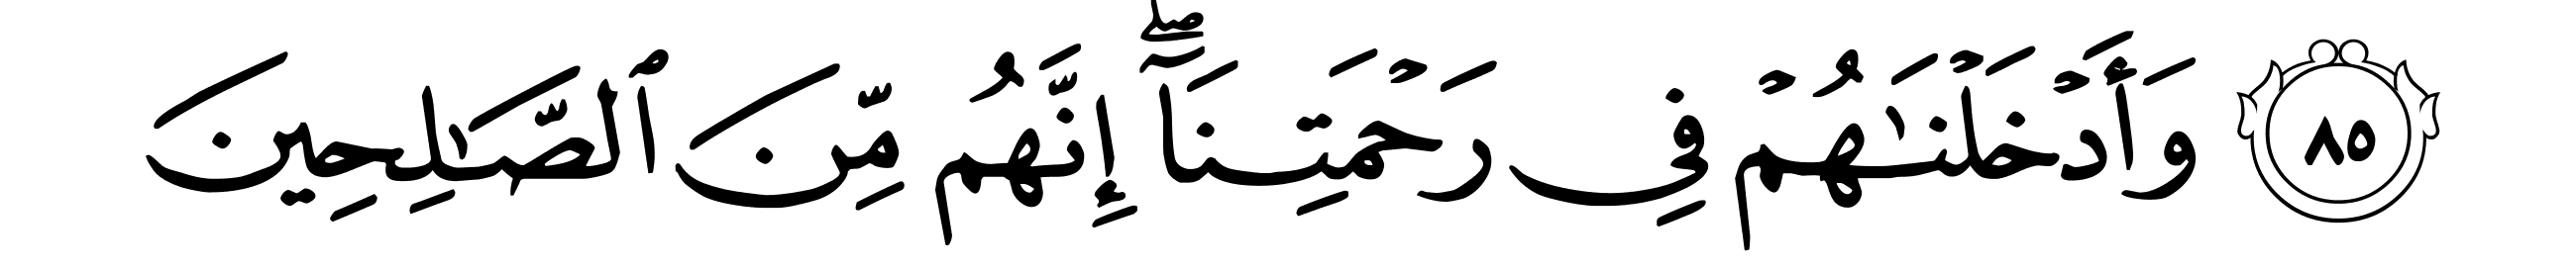 ٨٥ وَأَدْخَلْنَـٰهُمْ فِى رَحْمَتِنَآ ۖ إِنَّهُم مِّنَ ٱلصَّـٰلِحِينَ